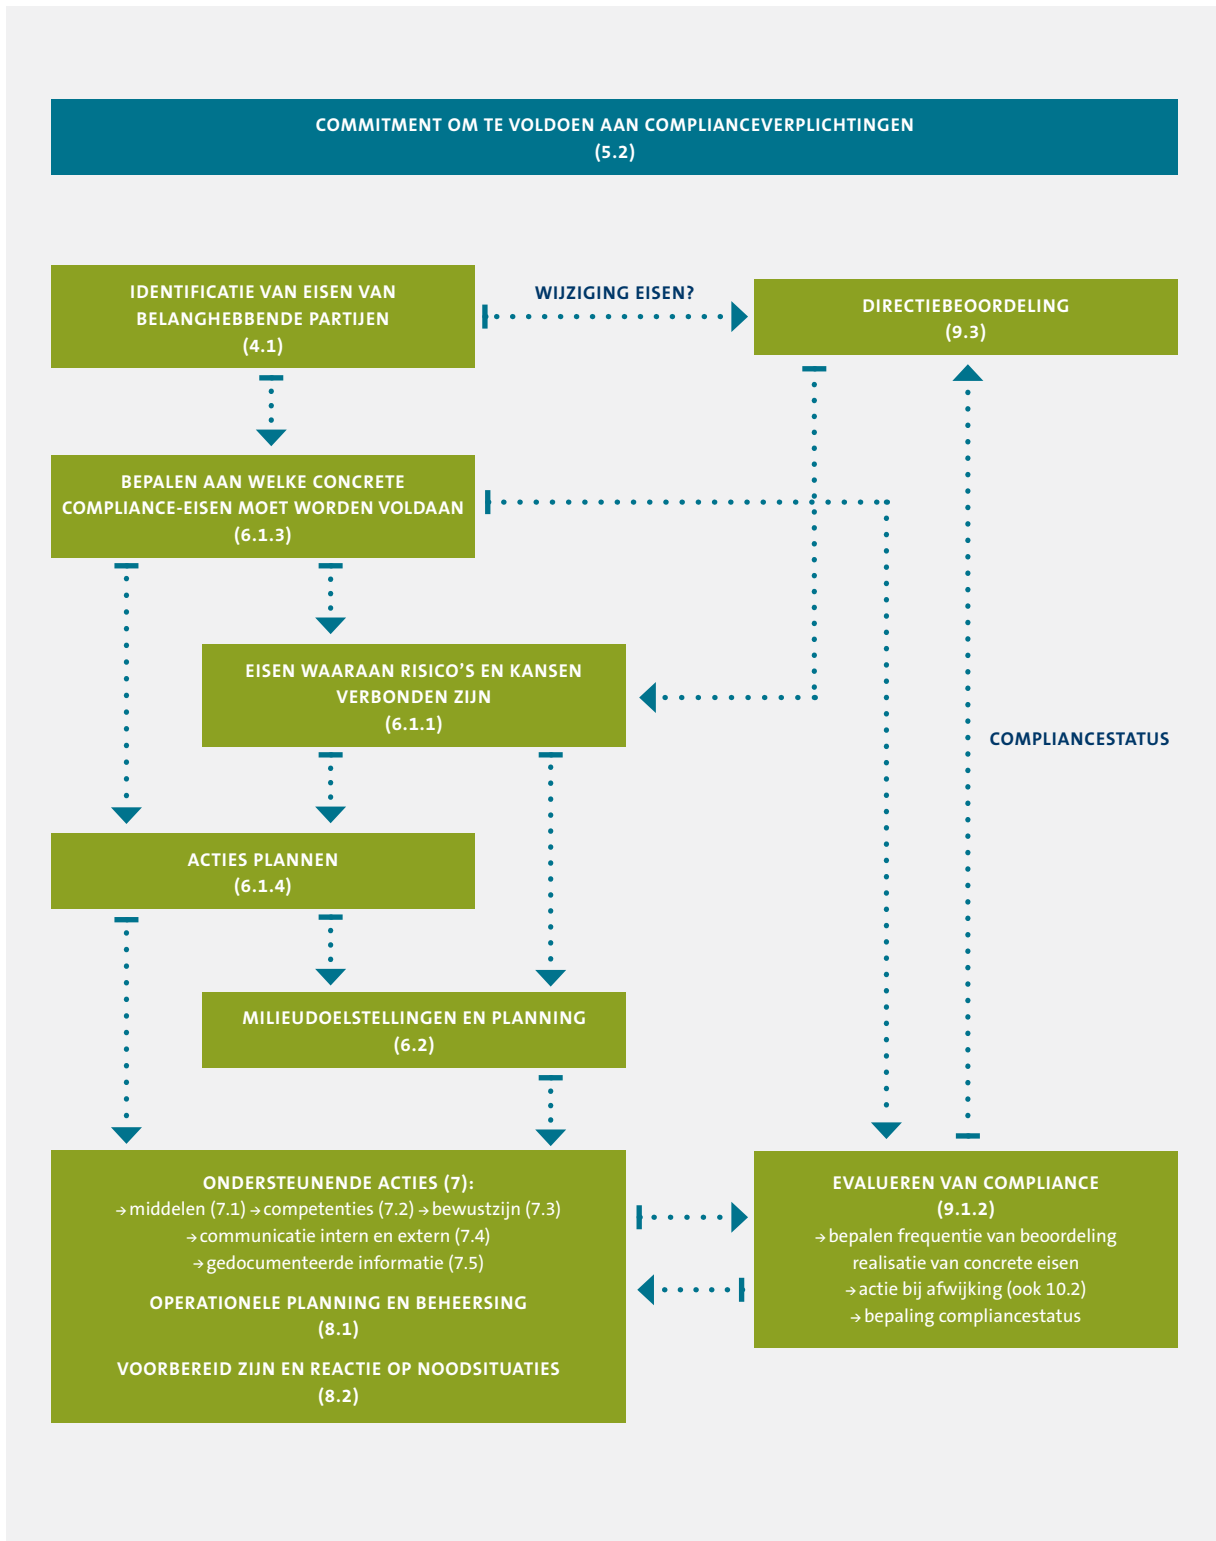 COMMITMENT OM TE VOLDOEN AAN COMPLIANCEVERPLICHTINGEN
(5.2)
IDENTIFICATIE VAN EISEN VAN
BELANGHEBBENDE PARTIJEN
(4.1)
WIJZIGING EISEN?
DIRECTIEBEOORDELING
(9.3)
BEPALEN AAN WELKE CONCRETE
COMPLIANCE-EISEN MOET WORDEN VOLDAAN
(6.1.3)
EISEN WAARAAN RISICO'S EN KANSEN
VERBONDEN ZIJN
(6.1.1)
COMPLIANCESTATUS
ACTIES PLANNEN
(6.1.4)
MILIEUDOELSTELLINGEN EN PLANNING
(6.2)
ONDERSTEUNENDE ACTIES (7):
→ middelen (7.1) → competenties (7.2) → bewustzijn (7.3)
→ communicatie intern en extern (7.4)
→ gedocumenteerde informatie (7.5)
OPERATIONELE PLANNING EN BEHEERSING
(8.1)
VOORBEREID ZIJN EN REACTIE OP NOODSITUATIES
(8.2)
EVALUEREN VAN COMPLIANCE
(9.1.2)
→ bepalen frequentie van beoordeling
realisatie van concrete eisen
→ actie bij afwijking (ook 10.2)
→ bepaling compliancestatus